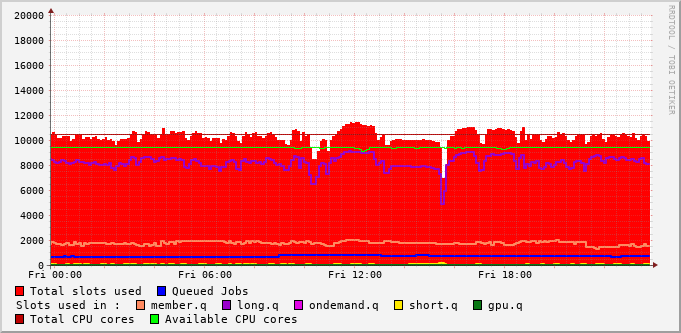 20000
18000
16000
14000
12000
10000
8000
6000
4000
2000
0
Fri 00:00 Fri 06:00 Fri 12:00 Fri 18:00
Total slots used Queued Jobs
Slots used in : member.q long.q ondemand.q short.q gpu.q
Total CPU cores Available CPU cores
RRDTOOL / TOBI OETIKER